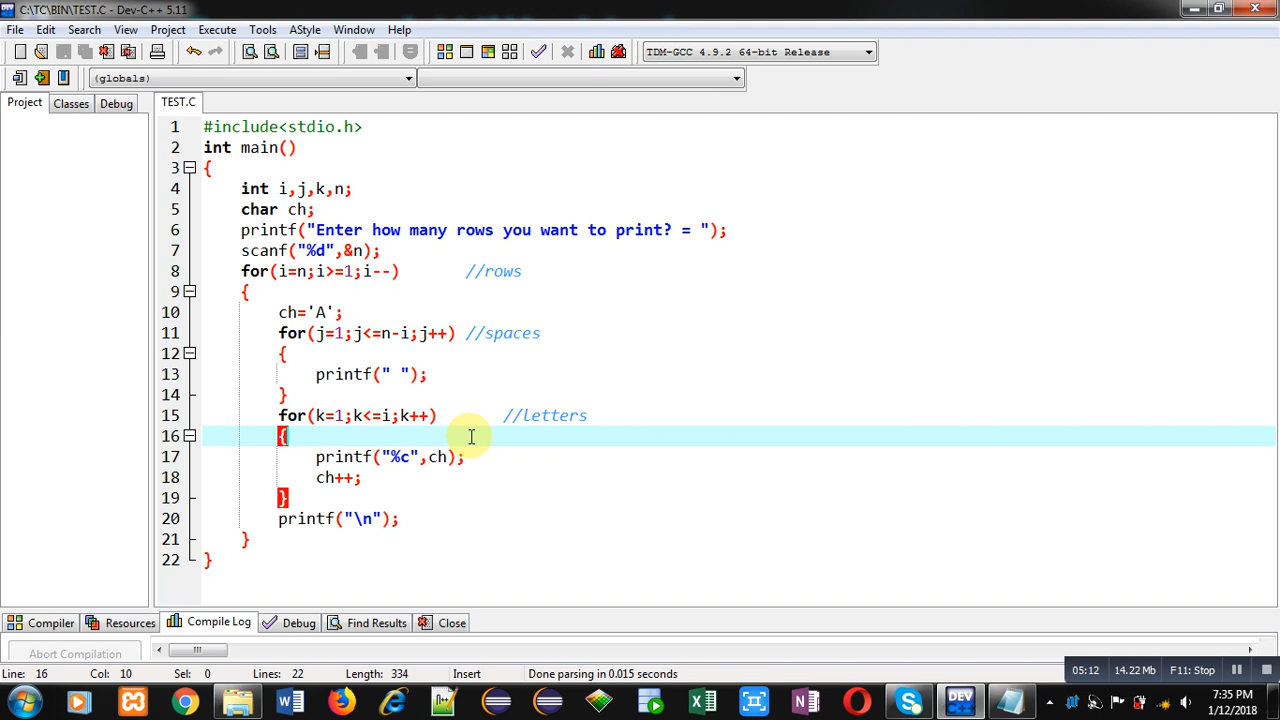 C:\TC\BIN\TEST.C - Dev-C++ 5.11
File Edit Search View Project Execute Tools AStyle Window Help
TDM-GCC 4.9.2 64-bit Release
(globals)
Project Classes Debug TEST.C
1 #include<stdio.h>
2 int main()
3 {
4 int i,j,k,n;
5 char ch;
6 printf("Enter how many rows you want to print? = ");
7 scanf("%d",&n);
8 for(i=n;i>=1;i--) //rows
9 {
10 ch='A';
11 for(j=1;j<=n-i;j++) //spaces
12 {
13 printf(" ");
14 }
15 for(k=1;k<=i;k++) //letters
16 {
17 printf("%c",ch);
18 ch++;
19 }
20 printf("\n");
21 }
22 }
Compiler Resources Compile Log Debug Find Results Close
Abort Compilation
Line: 16 Col: 10 Sel: 0 Lines: 22 Length: 334 Insert Done parsing in 0.015 seconds
05:12 14.22 Mb F11: Stop
DEV
7:35 PM
1/12/2018